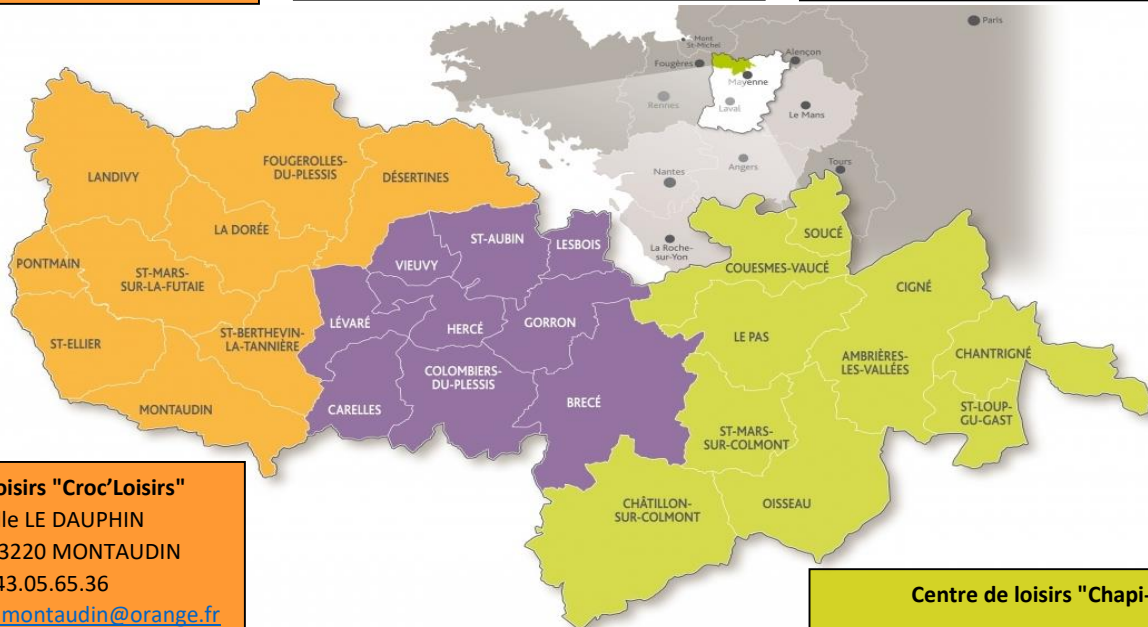 Paris
Mont
St-Michel
Alençon
Fougères
Mayenne
Rennes
Laval
Le Mans
Angers
Tours
Nantes
La Roche-
sur-Yon
LANDIVY
FOUGEROLLES-
DU-PLESSIS
DÉSERTINES
LA DORÉE
PONTMAIN
ST-MARS-
SUR-LA-FUTAIE
ST-ELLIER
ST-BERTHEVIN-
LA-TANNIÈRE
MONTAUDIN
ST-AUBIN
LESBOIS
VIEUVY
LÉVARÉ
HERCÉ
GORRON
COLOMBIERS-
DU-PLESSIS
CARELLES
BRECÉ
SOUCÉ
COUESMES-VAUCÉ
CIGNÉ
LE PAS
AMBRIÈRES-
LES-VALLÉES
CHANTRIGNÉ
ST-LOUP-
GU-GAST
ST-MARS-
SUR-COLMONT
CHÂTILLON-
SUR-COLMONT
OISSEAU
oisirs "Croc'Loisirs"
lle LE DAUPHIN
3220 MONTAUDIN
43.05.65.36
montaudin@orange.fr
Centre de loisirs "Chapi-